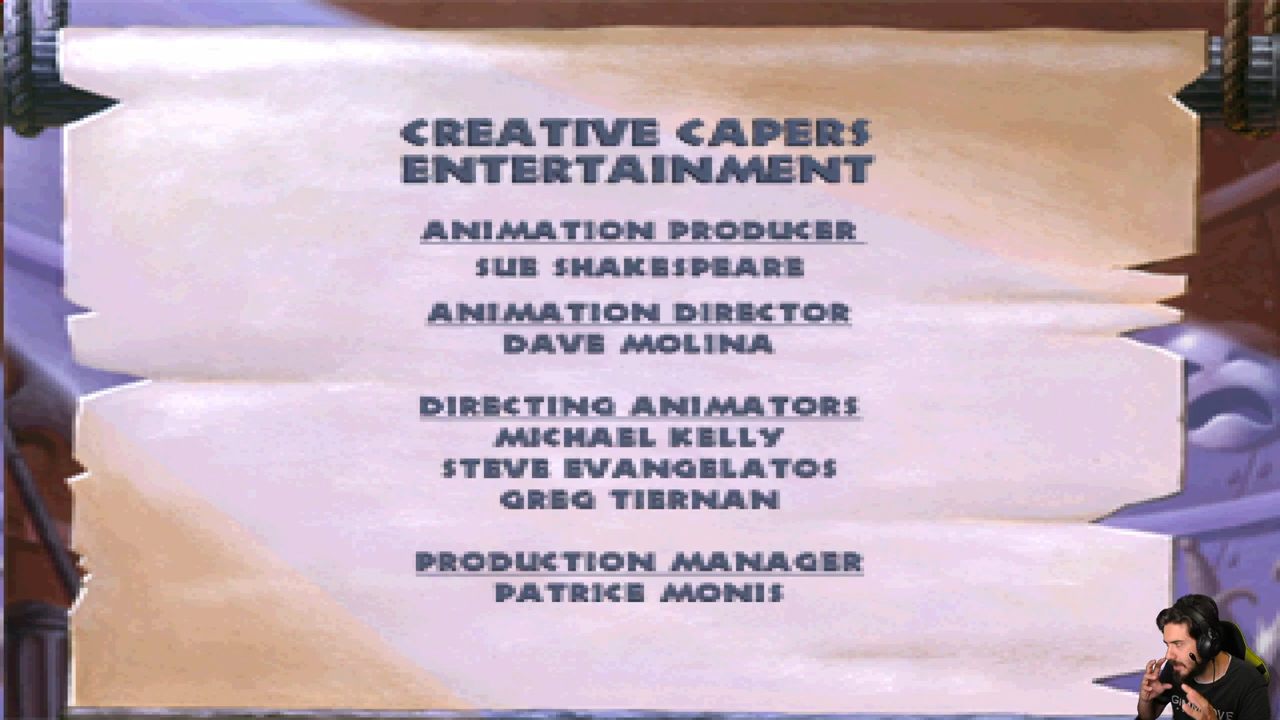 CREATIVE CAPERS
ENTERTAINMENT
ANIMATION PRODUCER
SUE SHAKESPEARE
ANIMATION DIRECTOR
DAVE MOLINA
DIRECTING ANIMATORS
MICHAEL KELLY
STEVE EVANGELATOS
GREG TIERNAN
PRODUCTION MANAGER
PATRICE MONIS